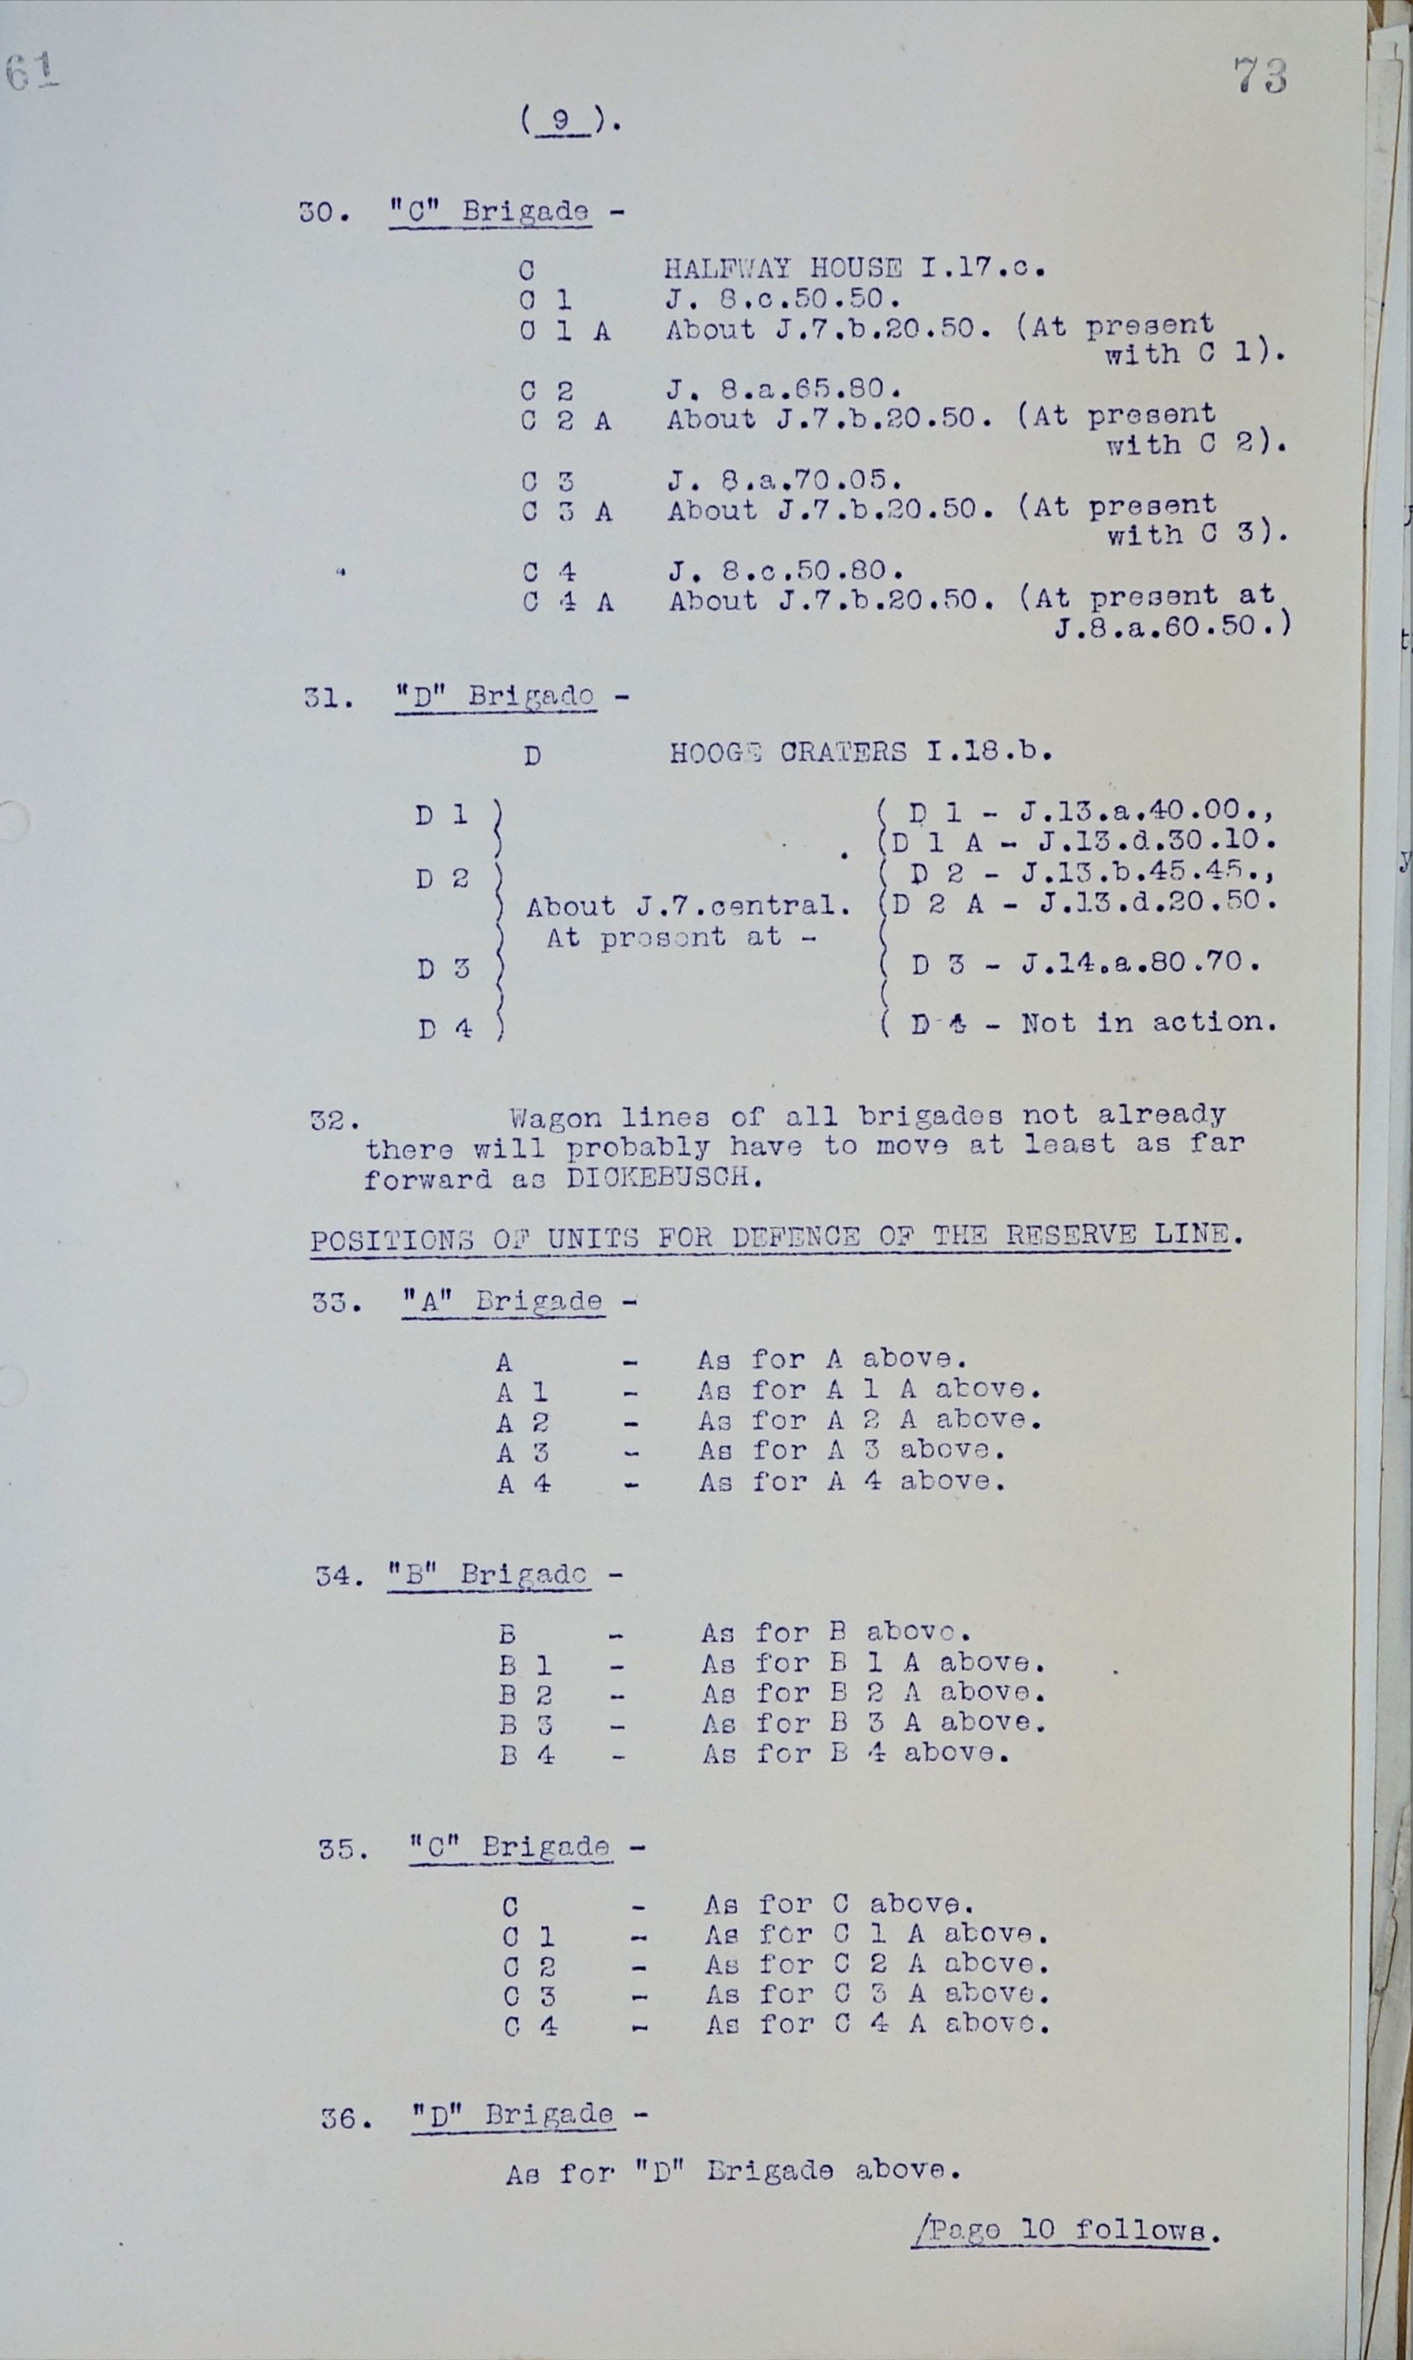 61
73
( 9 ).
30. "C" Brigade -
C HALFWAY HOUSE I.17.c.
C 1 J. 8.c.50.50.
C 1 A About J.7.b.20.50. (At present
with C 1).
C 2 J. 8.a.65.80.
C 2 A About J.7.b.20.50. (At present
with C 2).
C 3 J. 8.a.70.05.
C 3 A About J.7.b.20.50. (At present
with C 3).
C 4 J. 8.c.50.80.
C 4 A About J.7.b.20.50. (At present at
J.8.a.60.50.)
31. "D" Brigade -
D HOOGE CRATERS I.18.b.
D 1 ) ( D 1 - J.13.a.40.00.,
) . (D 1 A - J.13.d.30.10.
D 2 ) ( D 2 - J.13.b.45.45.,
) About J.7.central. (D 2 A - J.13.d.20.50.
) At present at - (
D 3 ) ( D 3 - J.14.a.80.70.
) (
D 4 ) ( D 4 - Not in action.
32. Wagon lines of all brigades not already
there will probably have to move at least as far
forward as DICKEBUSCH.
POSITIONS OF UNITS FOR DEFENCE OF THE RESERVE LINE.
33. "A" Brigade -
A - As for A above.
A 1 - As for A 1 A above.
A 2 - As for A 2 A above.
A 3 - As for A 3 above.
A 4 - As for A 4 above.
34. "B" Brigade -
B - As for B above.
B 1 - As for B 1 A above.
B 2 - As for B 2 A above.
B 3 - As for B 3 A above.
B 4 - As for B 4 above.
35. "C" Brigade -
C - As for C above.
C 1 - As for C 1 A above.
C 2 - As for C 2 A above.
C 3 - As for C 3 A above.
C 4 - As for C 4 A above.
36. "D" Brigade -
As for "D" Brigade above.
/Page 10 follows.